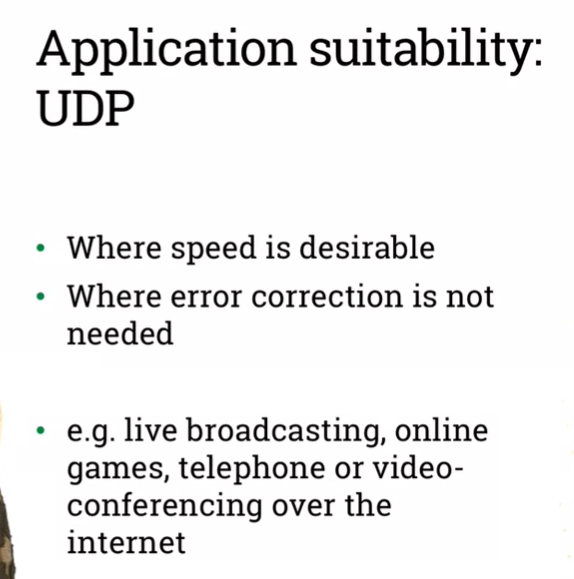 Application suitability:
UDP
• Where speed is desirable
• Where error correction is not
needed
• e.g. live broadcasting, online
games, telephone or video-
conferencing over the
internet